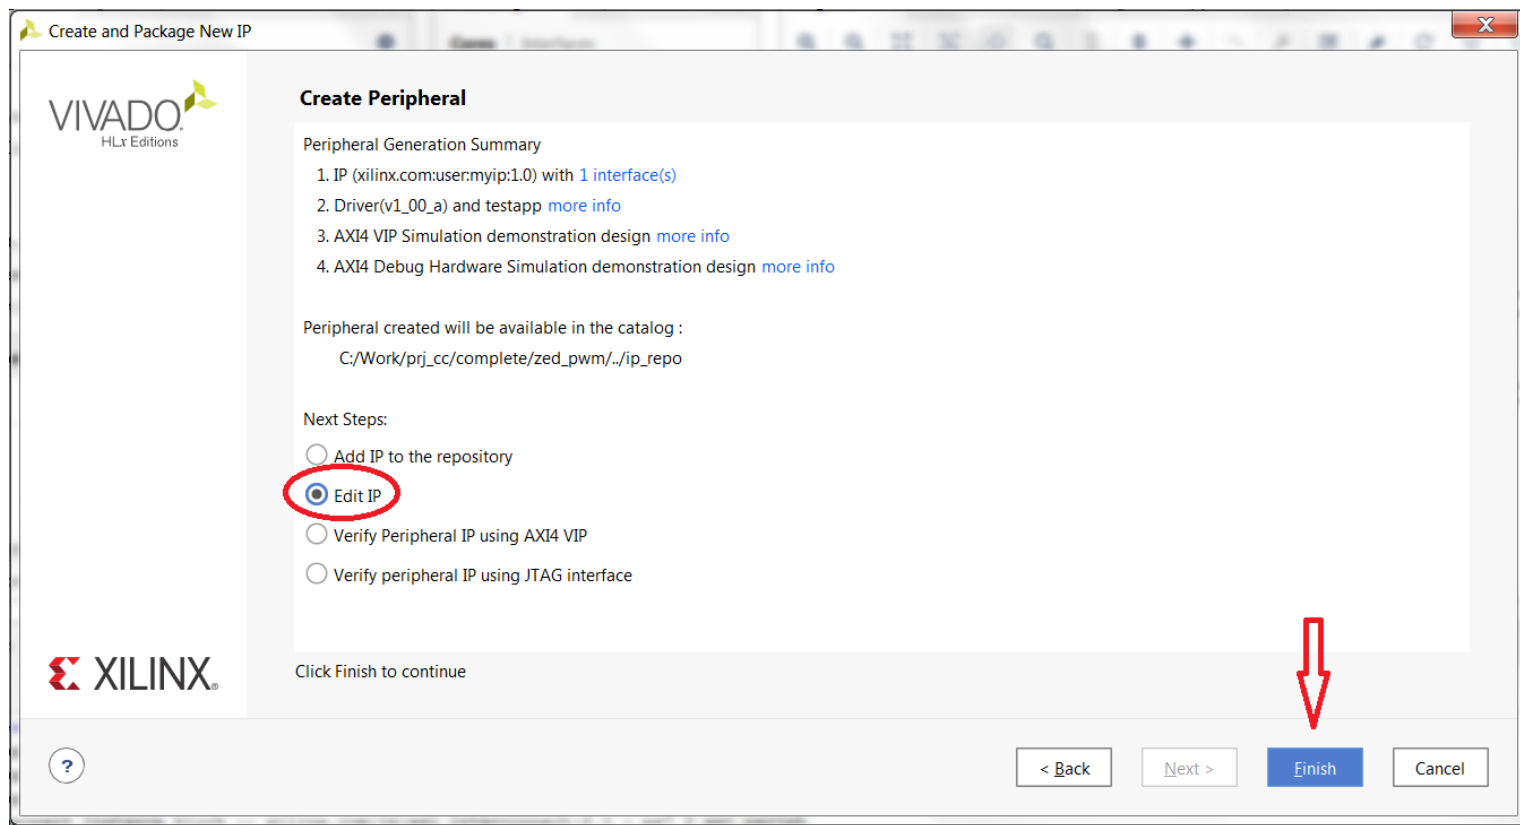 Create and Package New IP
VIVADO.
HLx Editions
Create Peripheral
Peripheral Generation Summary
1. IP (xilinx.com:user:myip:1.0) with 1 interface(s)
2. Driver(v1_00_a) and testapp more info
3. AXI4 VIP Simulation demonstration design more info
4. AXI4 Debug Hardware Simulation demonstration design more info
Peripheral created will be available in the catalog :
C:/Work/prj_cc/complete/zed_pwm/../ip_repo
Next Steps:
Add IP to the repository
Edit IP
Verify Peripheral IP using AXI4 VIP
Verify peripheral IP using JTAG interface
XILINX®
Click Finish to continue
?
< Back
Next >
Finish
Cancel